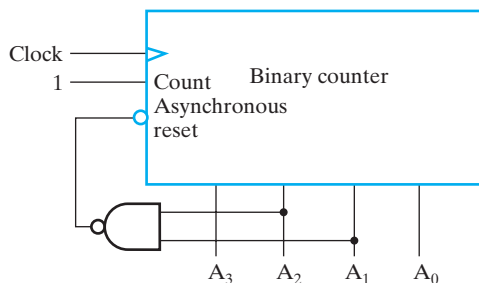 Clock
1
Count
Binary counter
Asynchronous
reset
A₃ A₂ A₁ A₀